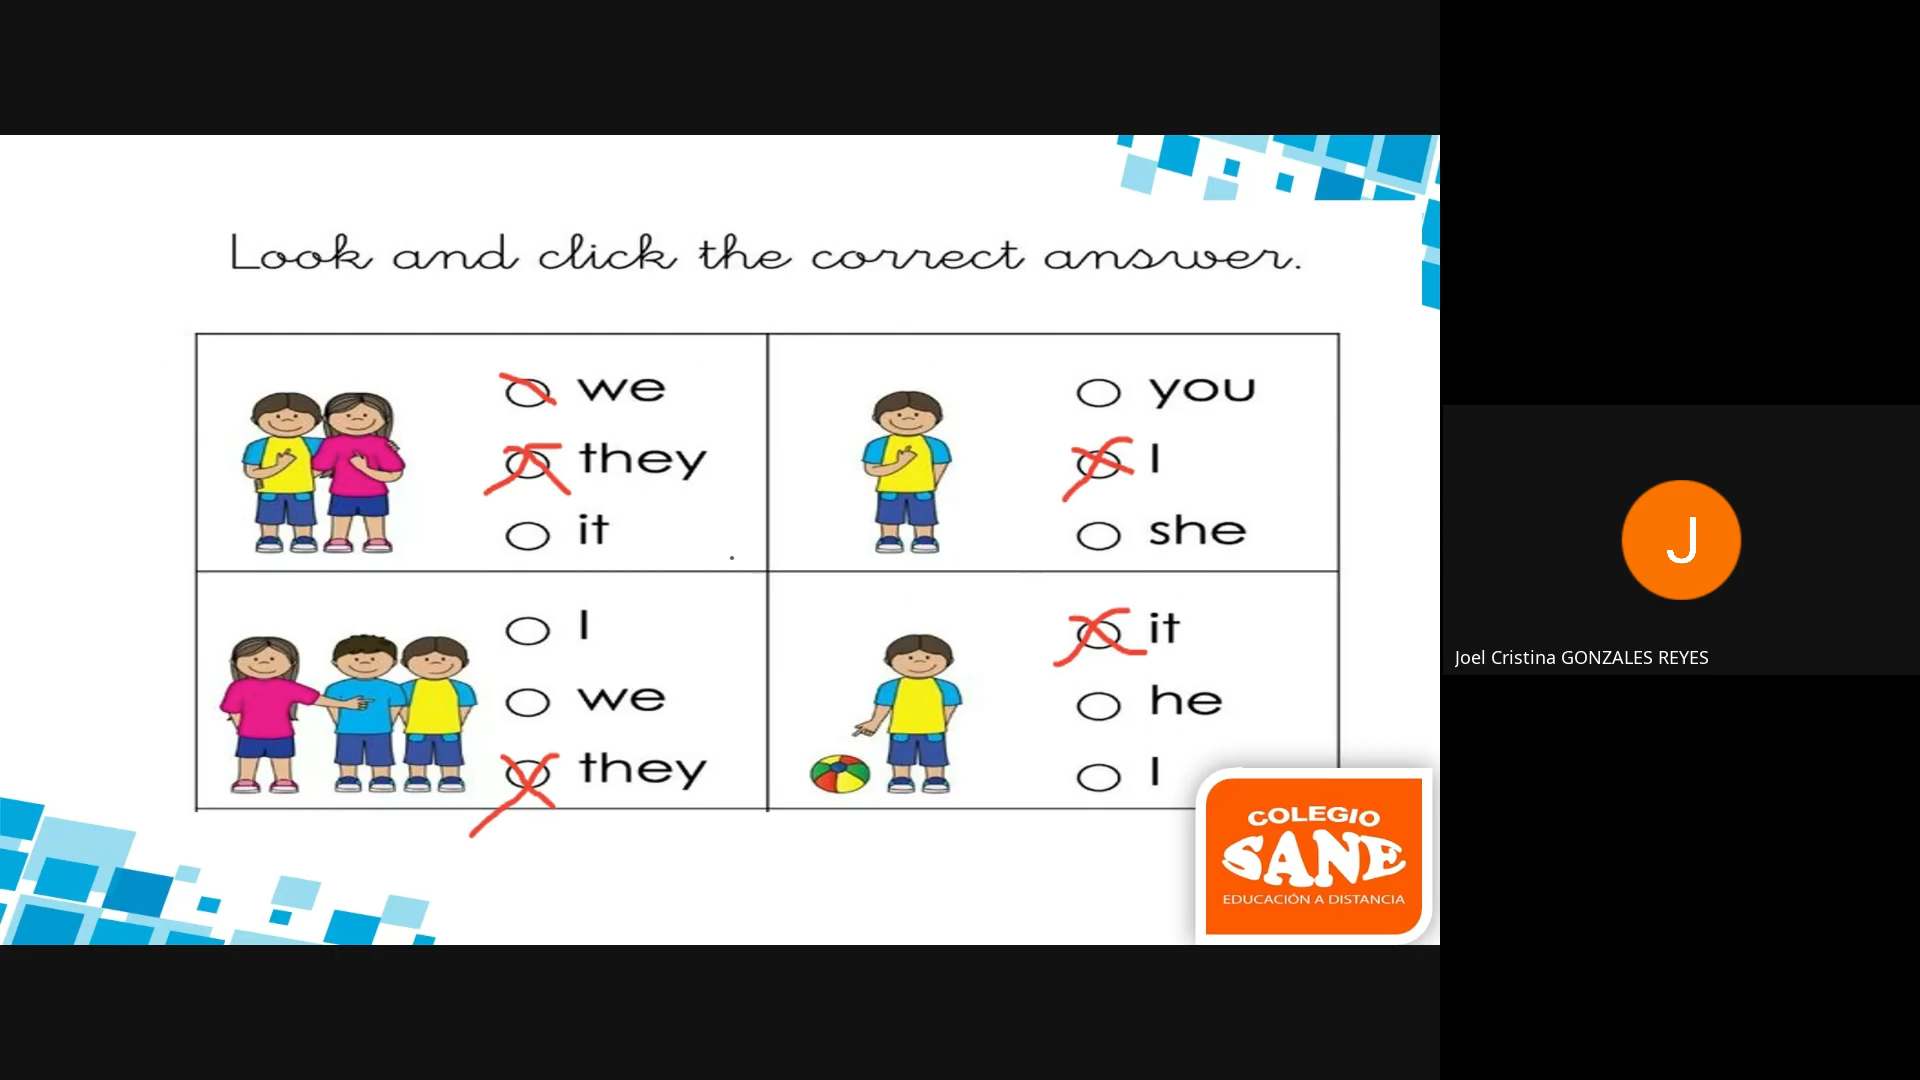 Look and click the correct answer.
we
they
it
you
I
she
I
we
they
it
he
I
COLEGIO
SANE
EDUCACIÓN A DISTANCIA
J
Joel Cristina GONZALES REYES